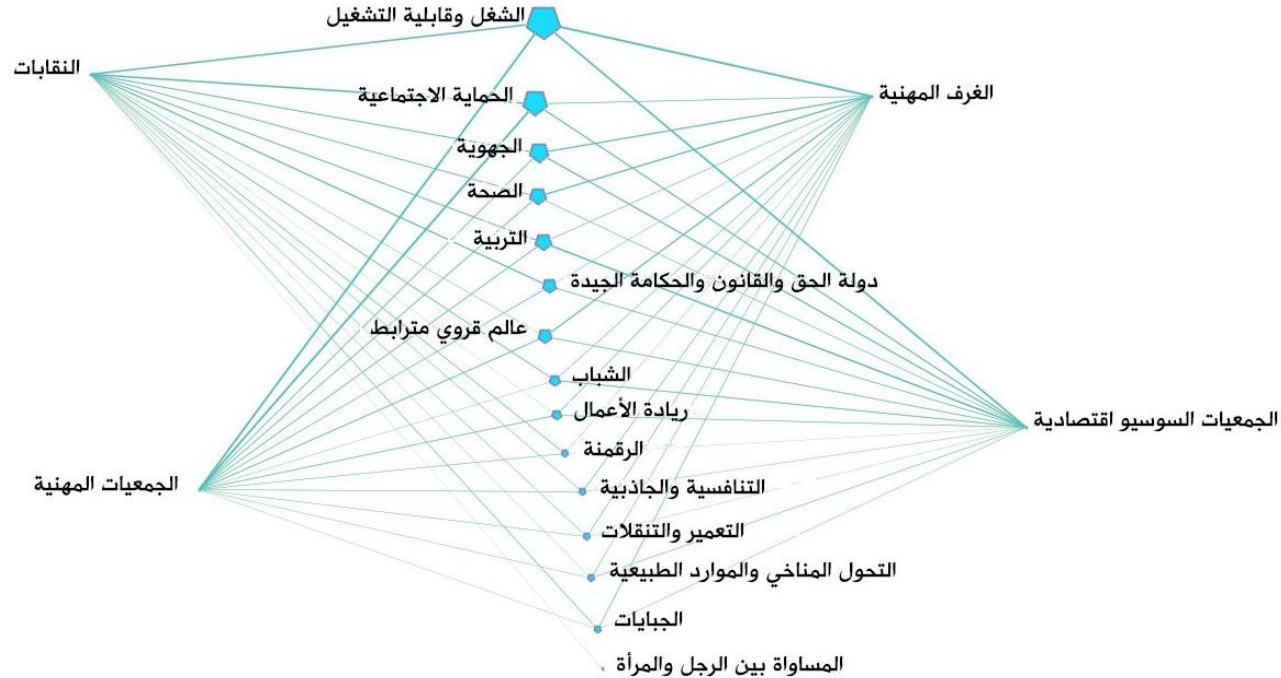 الشغل وقابلية التشغيل
النقابات
الغرف المهنية
الحماية الاجتماعية
الجهوية
الصحة
التربية
دولة الحق والقانون والحكامة الجيدة
عالم قروي مترابط
الشباب
ريادة الأعمال
الجمعيات السوسيو اقتصادية
الرقمنة
الجمعيات المهنية
التنافسية والجاذبية
التعمير والتنقلات
التحول المناخي والموارد الطبيعية
الجبايات
المساواة بين الرجل والمرأة